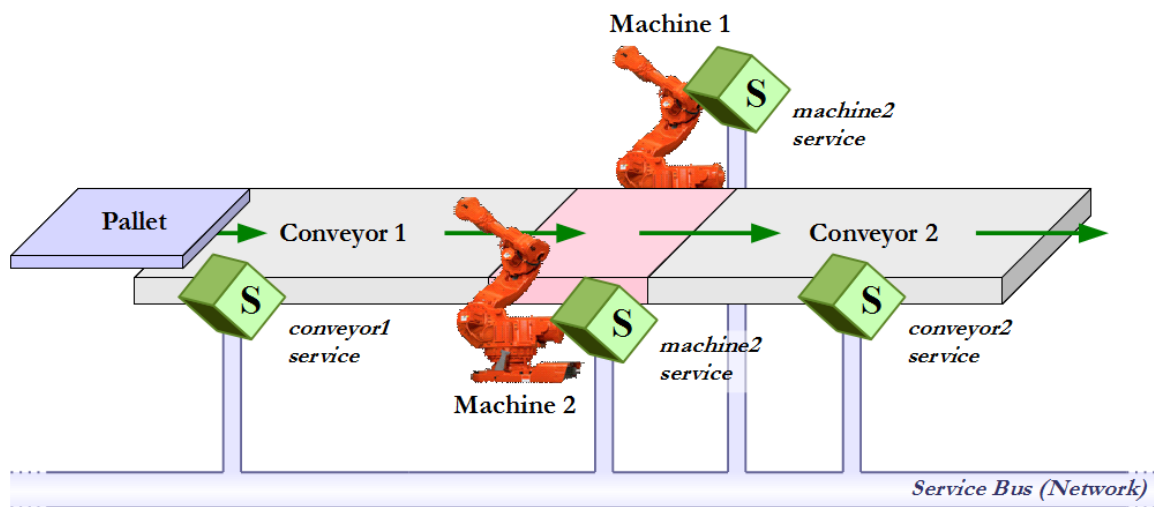 Machine 1
S
machine2
service
Pallet
Conveyor 1
Conveyor 2
S
conveyor1
service
S
machine2
service
S
conveyor2
service
Machine 2
Service Bus (Network)